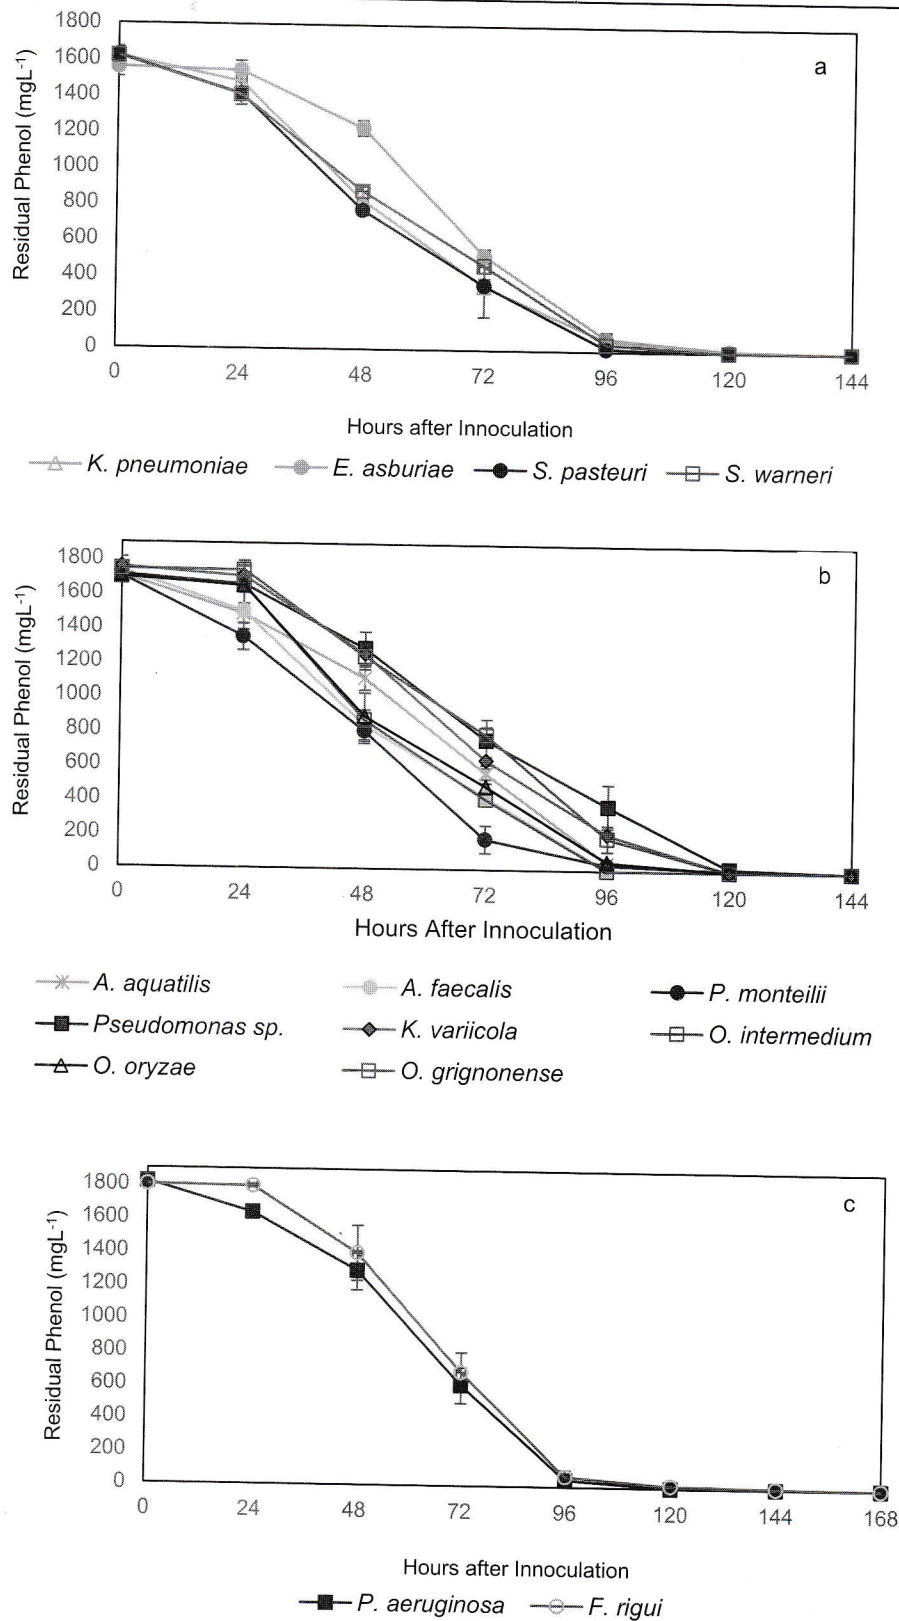 1800
1600
1400
1200
1000
800
600
400
200
0
Residual Phenol (mgL-1)
a
0 24 48 72 96 120 144
Hours after Innoculation
K. pneumoniae E. asburiae S. pasteuri S. warneri
1800
1600
1400
1200
1000
800
600
400
200
0
Residual Phenol (mgL-1)
b
0 24 48 72 96 120 144
Hours After Innoculation
A. aquatilis A. faecalis P. monteilii
Pseudomonas sp. K. variicola O. intermedium
O. oryzae O. grignonense
1800
1600
1400
1200
1000
800
600
400
200
0
Residual Phenol (mgL-1)
c
0 24 48 72 96 120 144 168
Hours after Innoculation
P. aeruginosa F. rigui